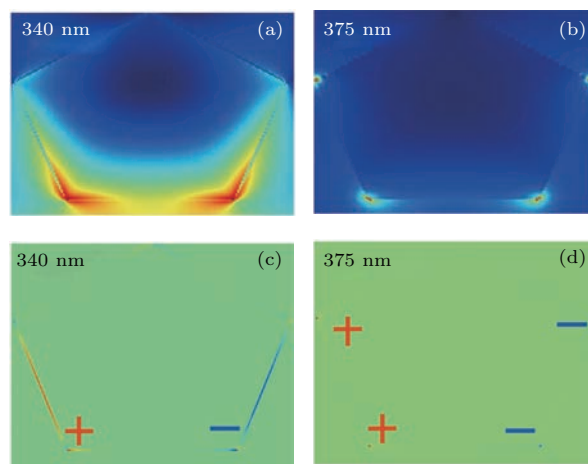 340 nm (a)
375 nm (b)
340 nm (c)
375 nm (d)
+ −
+ −
+ −